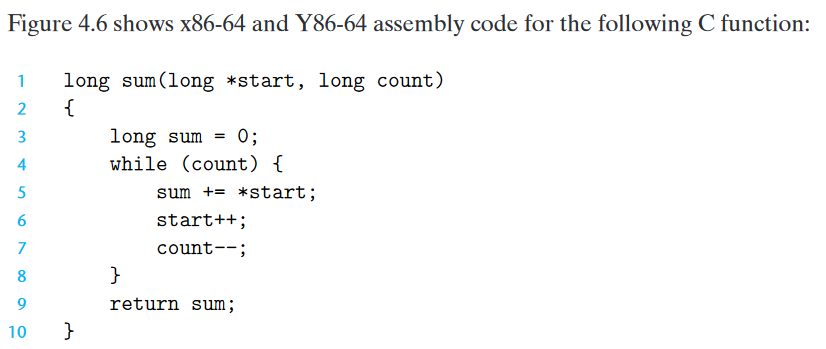 Figure 4.6 shows x86-64 and Y86-64 assembly code for the following C function:
1 long sum(long *start, long count)
2 {
3     long sum = 0;
4     while (count) {
5         sum += *start;
6         start++;
7         count--;
8     }
9     return sum;
10 }